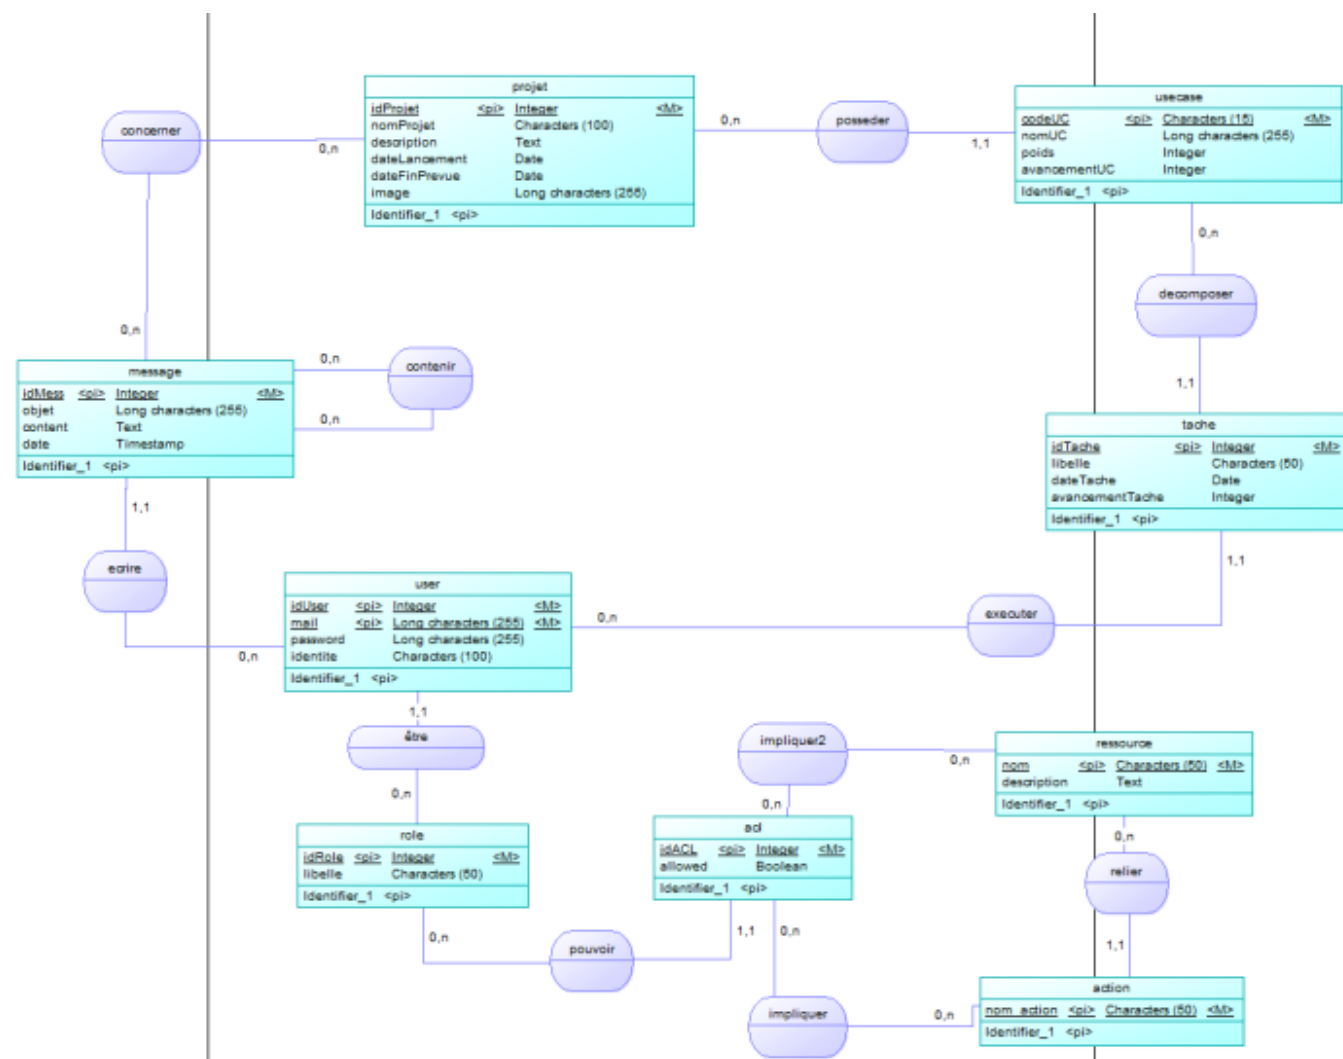 projet
idProjet <pi> Integer <M>
nomProjet Characters (100)
description Text
dateLancement Date
dateFinPrevue Date
image Long characters (255)
Identifier_1 <pi>
concerner
0,n
0,n
0,n
posseder
1,1
usecase
codeUC <pi> Characters (15) <M>
nomUC Long characters (255)
poids Integer
avancementUC Integer
Identifier_1 <pi>
0,n
decomposer
1,1
message
idMess <pi> Integer <M>
objet Long characters (255)
content Text
date Timestamp
Identifier_1 <pi>
0,n
contenir
0,n
tache
idTache <pi> Integer <M>
libelle Characters (50)
dateTache Date
avancementTache Integer
Identifier_1 <pi>
1,1
ecrire
0,n
user
idUser <pi> Integer <M>
mail <pi> Long characters (255) <M>
password Long characters (255)
identite Characters (100)
Identifier_1 <pi>
0,n
executer
1,1
1,1
être
0,n
impliquer2
0,n
0,n
ressource
nom <pi> Characters (50) <M>
description Text
Identifier_1 <pi>
role
idRole <pi> Integer <M>
libelle Characters (50)
Identifier_1 <pi>
acl
idACL <pi> Integer <M>
allowed Boolean
Identifier_1 <pi>
0,n
relier
1,1
0,n
pouvoir
1,1
0,n
impliquer
0,n
action
nom_action <pi> Characters (50) <M>
Identifier_1 <pi>